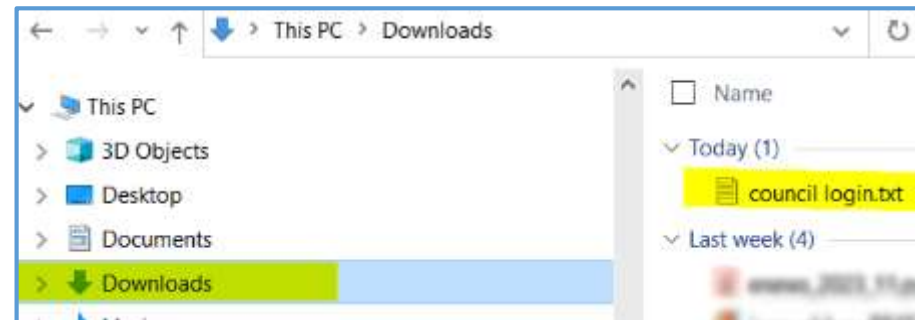 This PC > Downloads
This PC
3D Objects
Desktop
Documents
Downloads
Name
Today (1)
council login.txt
Last week (4)